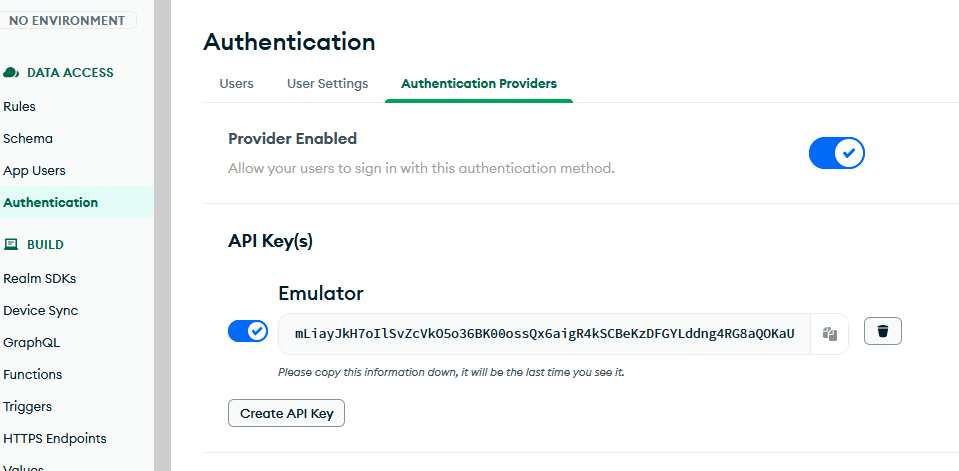 NO ENVIRONMENT
DATA ACCESS
Rules
Schema
App Users
Authentication
BUILD
Realm SDKs
Device Sync
GraphQL
Functions
Triggers
HTTPS Endpoints
Values
Authentication
Users User Settings Authentication Providers
Provider Enabled
Allow your users to sign in with this authentication method.
API Key(s)
Emulator
mLiayJkH7oIlSvZcVkO5o36BK00ossQx6aigR4kSCBeKzDFGYLddng4RG8aQOKaU
Please copy this information down, it will be the last time you see it.
Create API Key